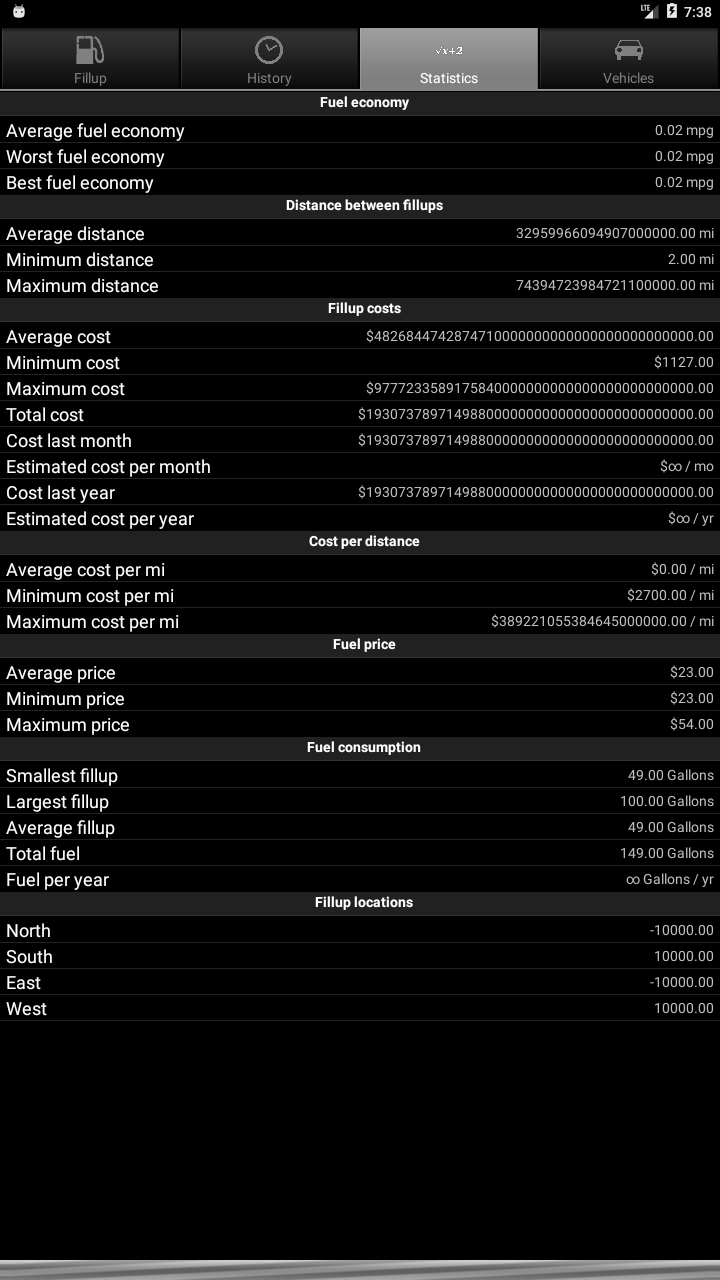 7:38
LTE
Fillup
History
√x+2
Statistics
Vehicles
Fuel economy
Average fuel economy 0.02 mpg
Worst fuel economy 0.02 mpg
Best fuel economy 0.02 mpg
Distance between fillups
Average distance 32959966094907000000.00 mi
Minimum distance 2.00 mi
Maximum distance 74394723984721100000.00 mi
Fillup costs
Average cost $4826844742874710000000000000000000000000.00
Minimum cost $1127.00
Maximum cost $9777233589175840000000000000000000000000.00
Total cost $19307378971498800000000000000000000000000.00
Cost last month $19307378971498800000000000000000000000000.00
Estimated cost per month $∞ / mo
Cost last year $19307378971498800000000000000000000000000.00
Estimated cost per year $∞ / yr
Cost per distance
Average cost per mi $0.00 / mi
Minimum cost per mi $2700.00 / mi
Maximum cost per mi $389221055384645000000.00 / mi
Fuel price
Average price $23.00
Minimum price $23.00
Maximum price $54.00
Fuel consumption
Smallest fillup 49.00 Gallons
Largest fillup 100.00 Gallons
Average fillup 49.00 Gallons
Total fuel 149.00 Gallons
Fuel per year ∞ Gallons / yr
Fillup locations
North -10000.00
South 10000.00
East -10000.00
West 10000.00